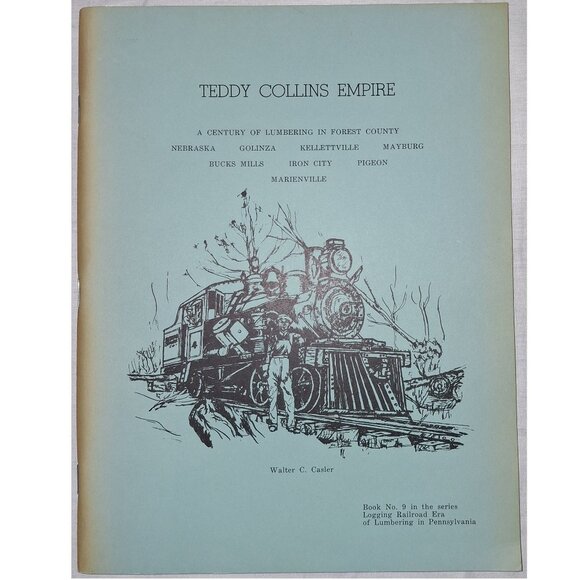 TEDDY COLLINS EMPIRE
A CENTURY OF LUMBERING IN FOREST COUNTY
NEBRASKA GOLINZA KELLETTVILLE MAYBURG
BUCKS MILLS IRON CITY PIGEON
MARIENVILLE
Walter C. Casler
Book No. 9 in the series
Logging Railroad Era
of Lumbering in Pennsylvania